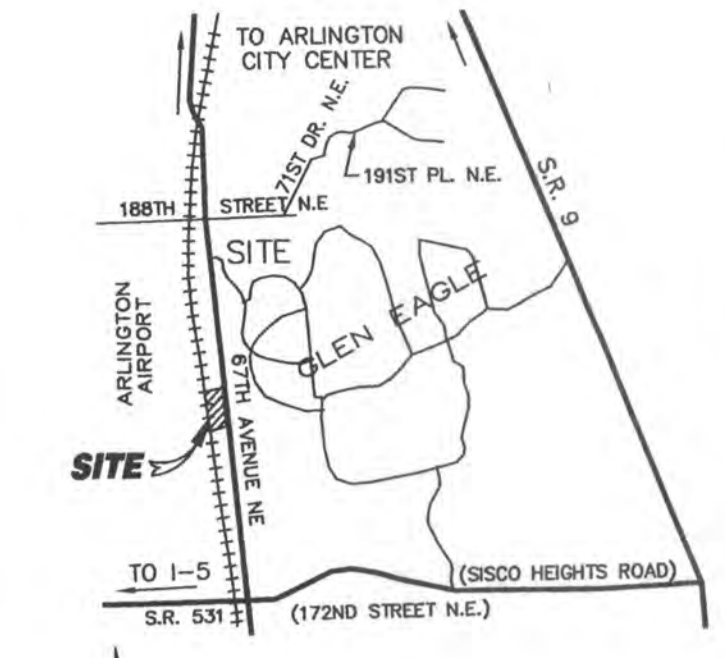 TO ARLINGTON
CITY CENTER
71ST DR. N.E.
191ST PL. N.E.
S.R. 9
188TH STREET N.E
SITE
GLEN EAGLE
ARLINGTON
AIRPORT
67TH AVENUE NE
SITE
TO I-5
(SISCO HEIGHTS ROAD)
S.R. 531
(172ND STREET N.E.)